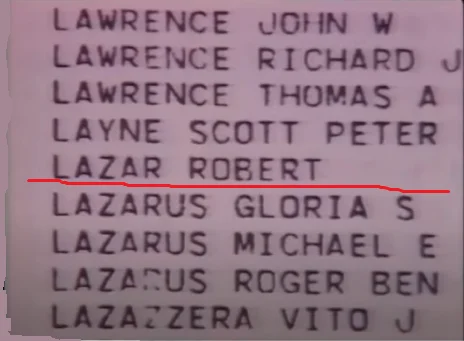 LAWRENCE JOHN W
LAWRENCE RICHARD J
LAWRENCE THOMAS A
LAYNE SCOTT PETER
LAZAR ROBERT
LAZARUS GLORIA S
LAZARUS MICHAEL E
LAZARUS ROGER BEN
LAZAZZERA VITO J